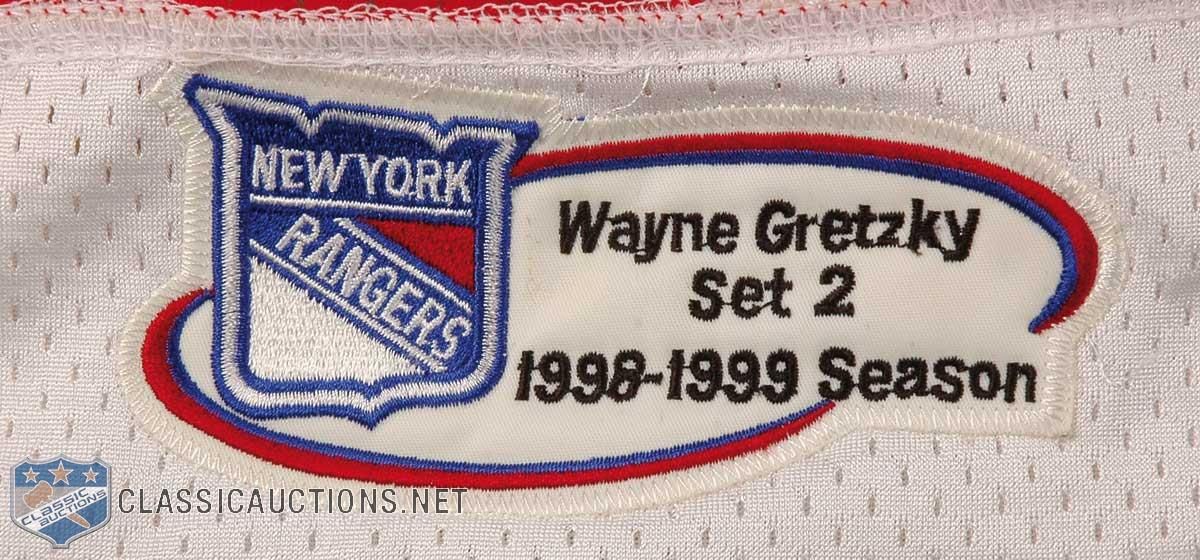 NEW YORK
RANGERS
Wayne Gretzky
Set 2
1998-1999 Season
CLASSIC
AUCTIONS
CLASSICAUCTIONS.NET